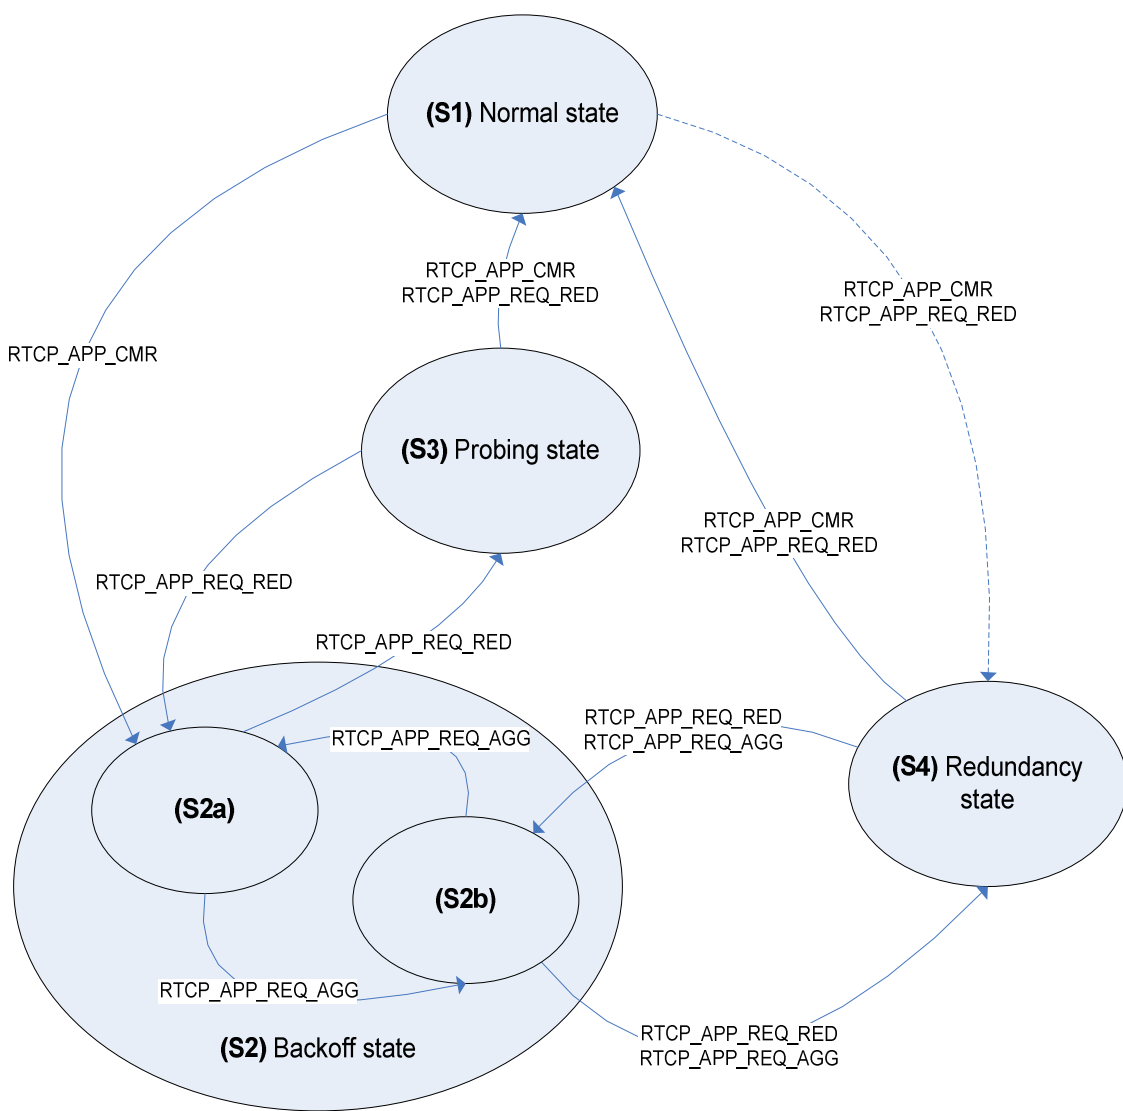 (S1) Normal state
RTCP_APP_CMR
RTCP_APP_REQ_RED
RTCP_APP_CMR
RTCP_APP_REQ_RED
RTCP_APP_CMR
(S3) Probing state
RTCP_APP_CMR
RTCP_APP_REQ_RED
RTCP_APP_REQ_RED
RTCP_APP_REQ_RED
RTCP_APP_REQ_RED
RTCP_APP_REQ_AGG
RTCP_APP_REQ_AGG
(S4) Redundancy
state
(S2a)
(S2b)
RTCP_APP_REQ_AGG
RTCP_APP_REQ_RED
RTCP_APP_REQ_AGG
(S2) Backoff state